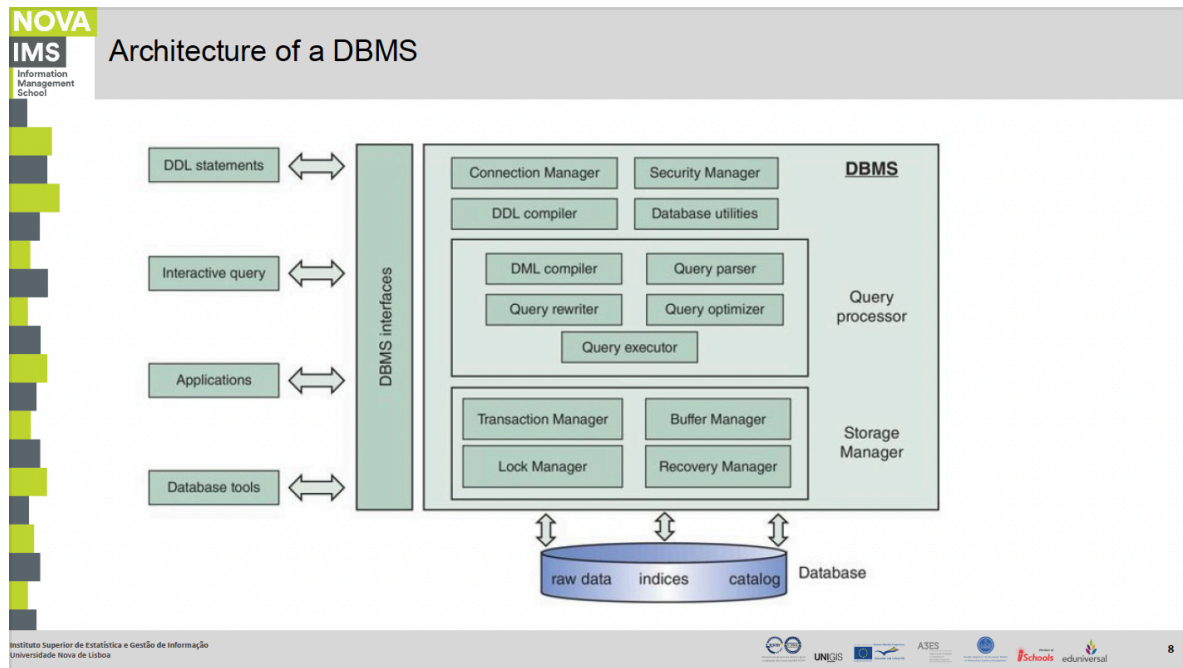 NOVA
IMS
Information
Management
School
Architecture of a DBMS
DDL statements
Interactive query
Applications
Database tools
DBMS interfaces
Connection Manager
Security Manager
DBMS
DDL compiler
Database utilities
DML compiler
Query parser
Query rewriter
Query optimizer
Query executor
Query
processor
Transaction Manager
Buffer Manager
Lock Manager
Recovery Manager
Storage
Manager
raw data
indices
catalog
Database
Instituto Superior de Estatística e Gestão de Informação
Universidade Nova de Lisboa
UNIGIS
A3ES
iSchools
eduniversal
8